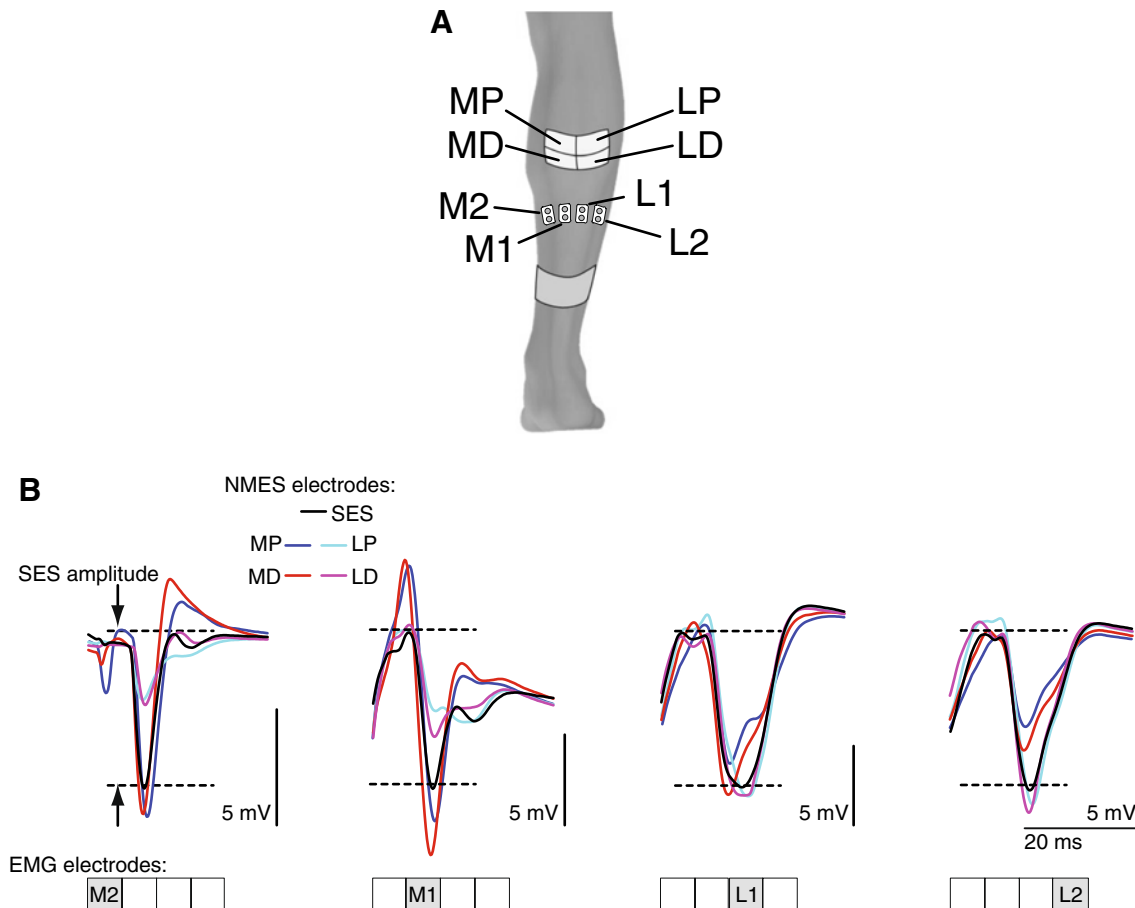 A
MP
LP
MD
LD
M2
L1
M1
L2
B
NMES electrodes:
SES
MP
LP
MD
LD
SES amplitude
5 mV
5 mV
5 mV
5 mV
20 ms
EMG electrodes:
M2
M1
L1
L2